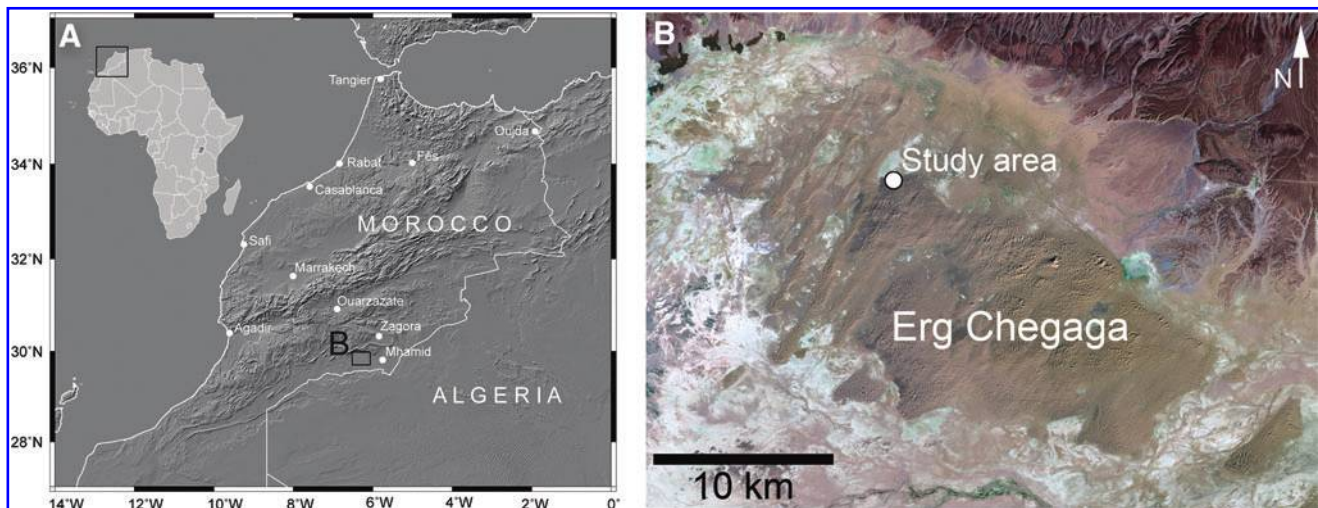 A
36°N
34°N
32°N
30°N
28°N
14°W
12°W
10°W
8°W
6°W
4°W
2°W
0°
Tangier
Oujda
Rabat
Fès
Casablanca
MOROCCO
Safi
Marrakech
Ouarzazate
Agadir
Zagora
B
Mhamid
ALGERIA
B
N
Study area
Erg Chegaga
10 km